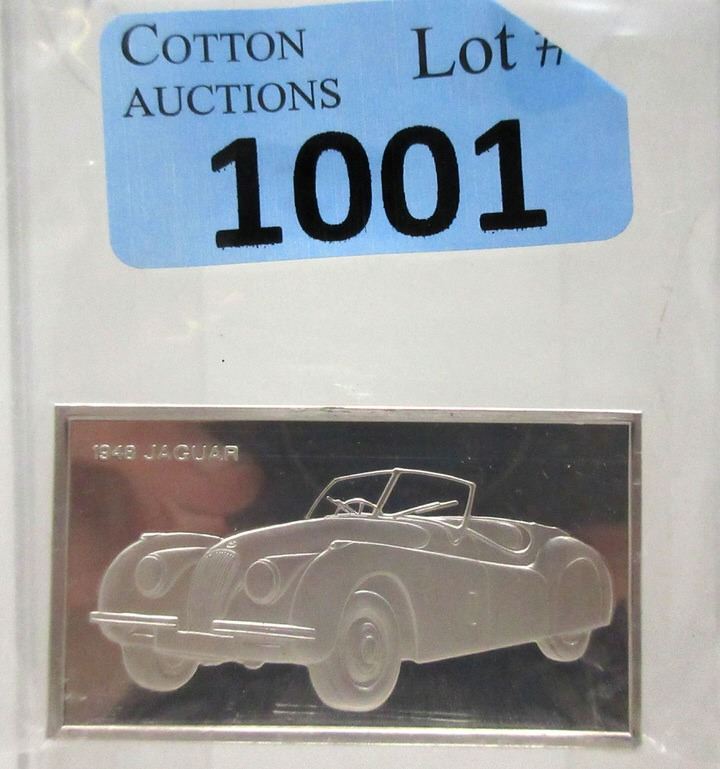 COTTON
AUCTIONS
Lot #
1001
1948 JAGUAR